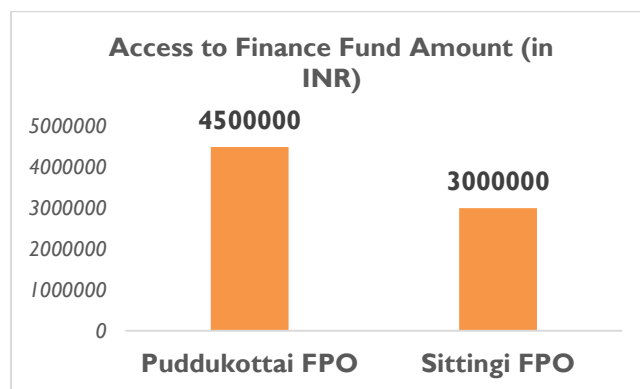 Access to Finance Fund Amount (in
INR)
5000000
4000000
3000000
2000000
1000000
0
4500000
3000000
Puddukottai FPO
Sittingi FPO